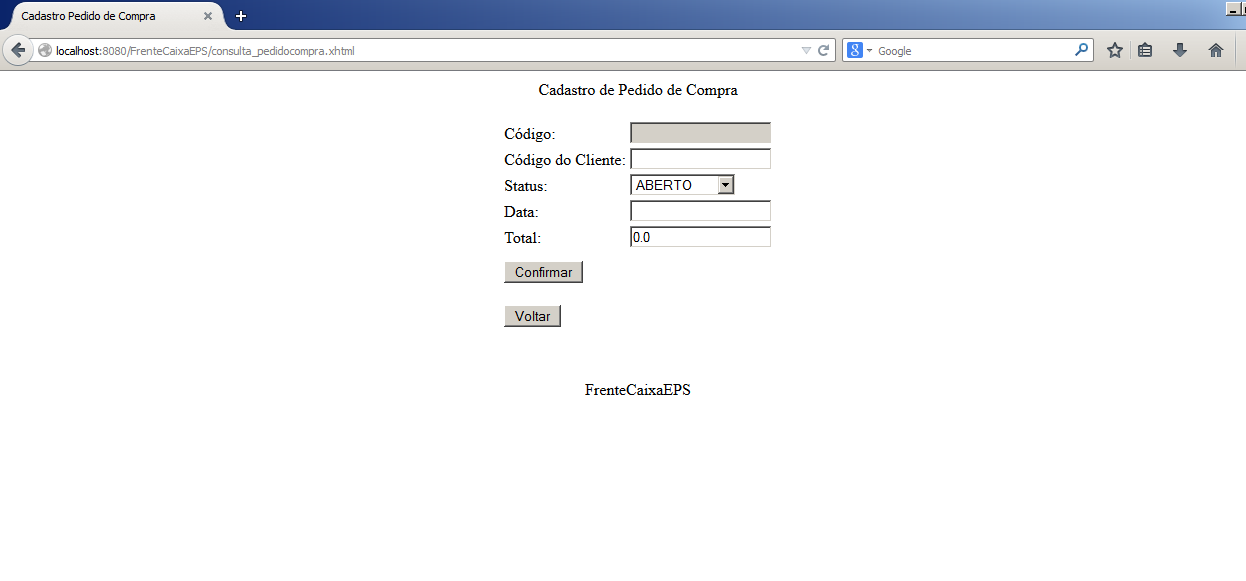 Cadastro Pedido de Compra
localhost:8080/FrenteCaixaEPS/consulta_pedidocompra.xhtml
Google
Cadastro de Pedido de Compra
Código:
Código do Cliente:
Status: ABERTO
Data:
Total: 0.0
Confirmar
Voltar
FrenteCaixaEPS